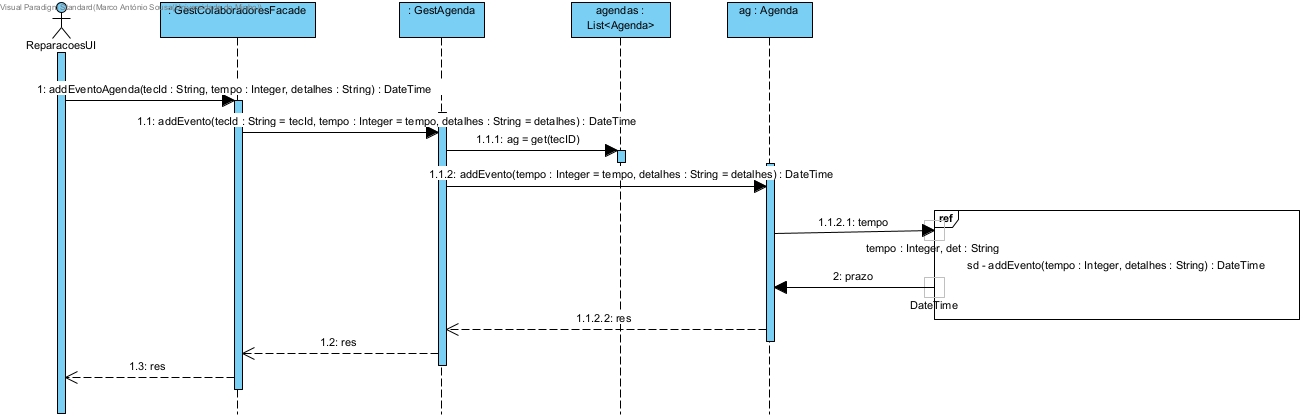 Visual Paradigm Standard(Marco António Sousa
: GestColaboradoresFacade
: GestAgenda
agendas :
List<Agenda>
ag : Agenda
ReparacoesUI
1: addEventoAgenda(tecId : String, tempo : Integer, detalhes : String) : DateTime
1.1: addEvento(tecId : String = tecId, tempo : Integer = tempo, detalhes : String = detalhes) : DateTime
1.1.1: ag = get(tecID)
1.1.2: addEvento(tempo : Integer = tempo, detalhes : String = detalhes) : DateTime
ref
1.1.2.1: tempo
tempo : Integer, det : String
sd - addEvento(tempo : Integer, detalhes : String) : DateTime
2: prazo
DateTime
1.1.2.2: res
1.2: res
1.3: res